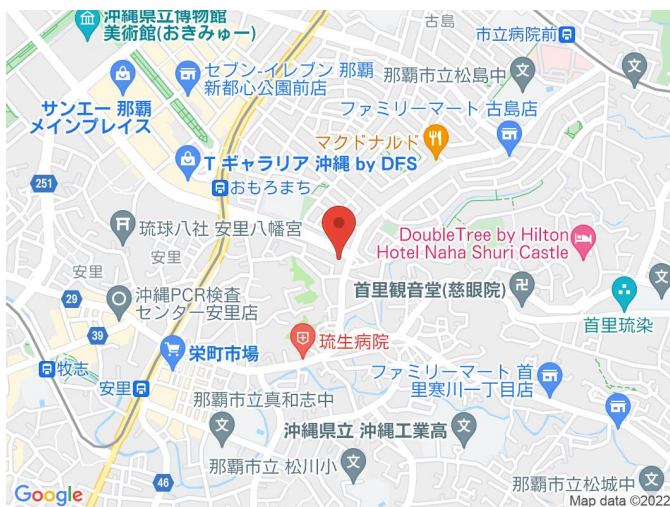 沖縄県立博物館
美術館(おきみゅー)
古島
市立病院前
セブン-イレブン 那覇
新都心公園前店
那覇市立松島中
サンエー 那覇
メインプレイス
ファミリーマート 古島店
マクドナルド
T ギャラリア 沖縄 by DFS
おもろまち
251
琉球八社 安里八幡宮
安里
安里
DoubleTree by Hilton
Hotel Naha Shuri Castle
首里観音堂(慈眼院)
29
沖縄PCR検査
センター安里店
首里琉染
39
琉生病院
栄町市場
牧志
安里
ファミリーマート 首
里寒川一丁目店
那覇市立真和志中
沖縄県立 沖縄工業高
那覇市立 松川小
46
那覇市立松城中
Google
Map data ©2022